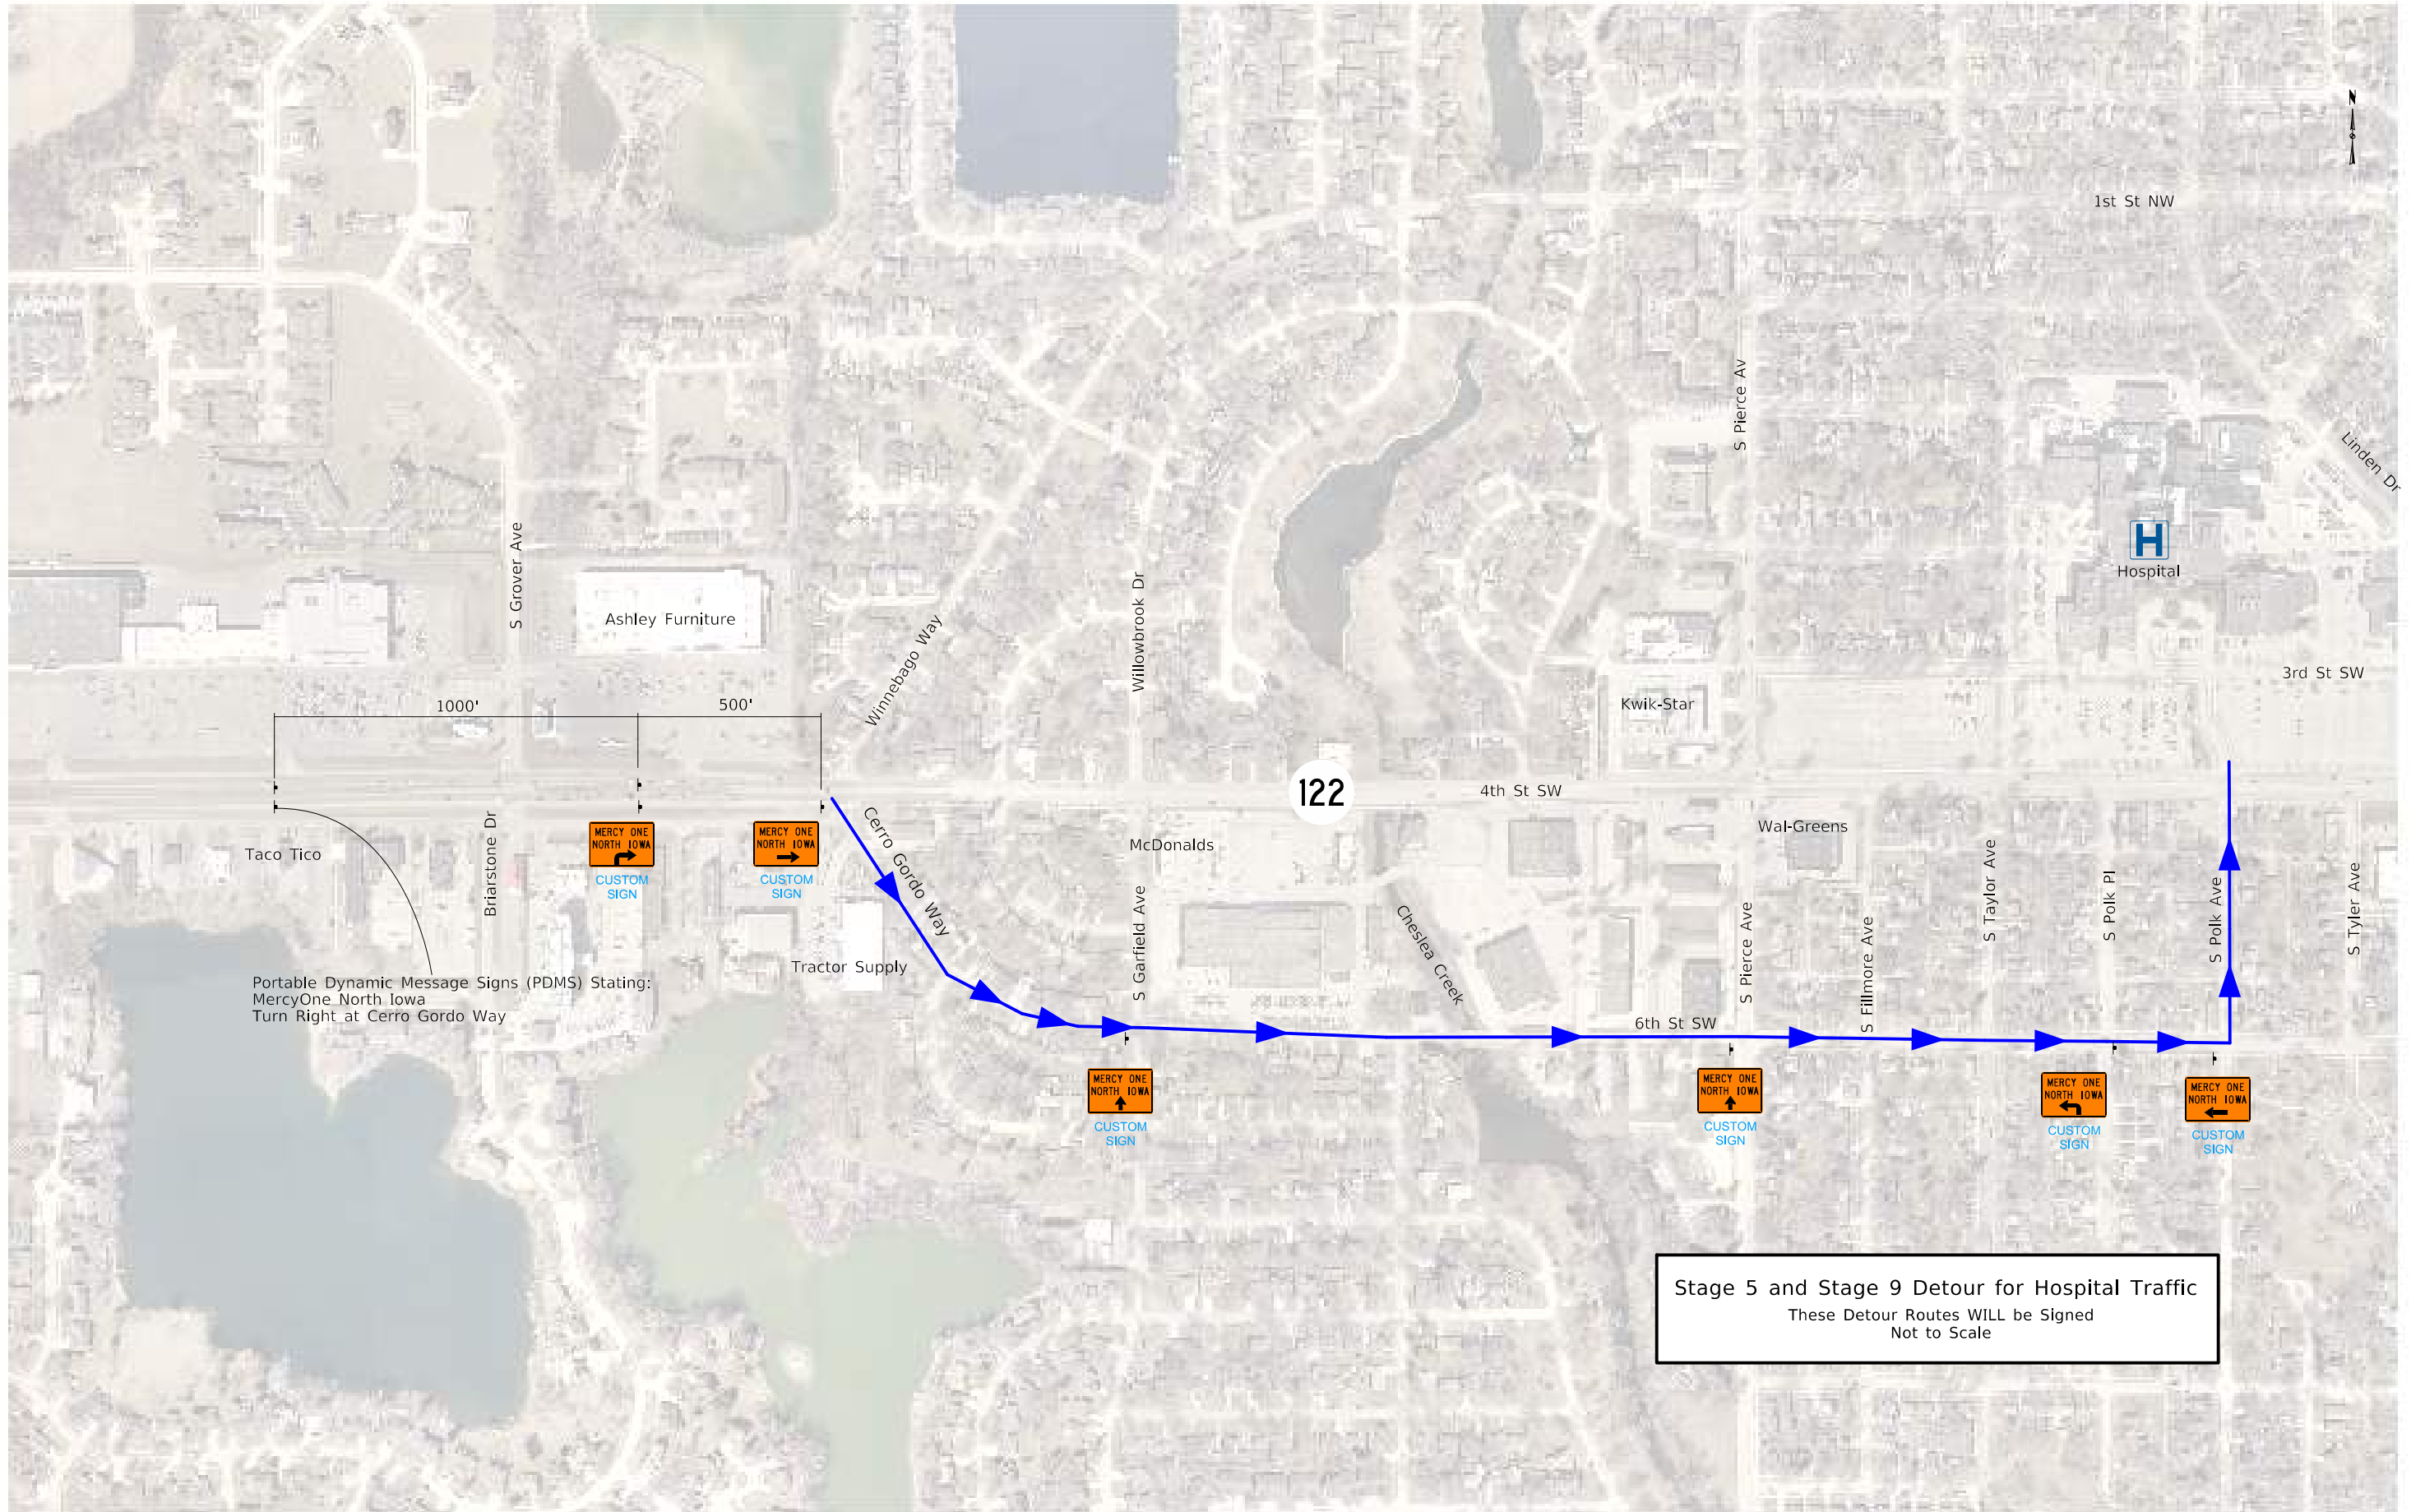 N
1st St NW
S Pierce Av
Linden Dr
Hospital
H
S Grover Ave
Ashley Furniture
Winnebago Way
Willowbrook Dr
3rd St SW
Kwik-Star
1000'
500'
122
4th St SW
Taco Tico
Briarstone Dr
MERCY ONE
NORTH IOWA
CUSTOM
SIGN
MERCY ONE
NORTH IOWA
CUSTOM
SIGN
Cerro Gordo Way
McDonalds
Wal-Greens
Tractor Supply
S Garfield Ave
Cheslea Creek
S Pierce Ave
S Fillmore Ave
S Taylor Ave
S Polk Pl
S Polk Ave
S Tyler Ave
Portable Dynamic Message Signs (PDMS) Stating:
MercyOne North Iowa
Turn Right at Cerro Gordo Way
6th St SW
MERCY ONE
NORTH IOWA
CUSTOM
SIGN
MERCY ONE
NORTH IOWA
CUSTOM
SIGN
MERCY ONE
NORTH IOWA
CUSTOM
SIGN
MERCY ONE
NORTH IOWA
CUSTOM
SIGN
Stage 5 and Stage 9 Detour for Hospital Traffic
These Detour Routes WILL be Signed
Not to Scale